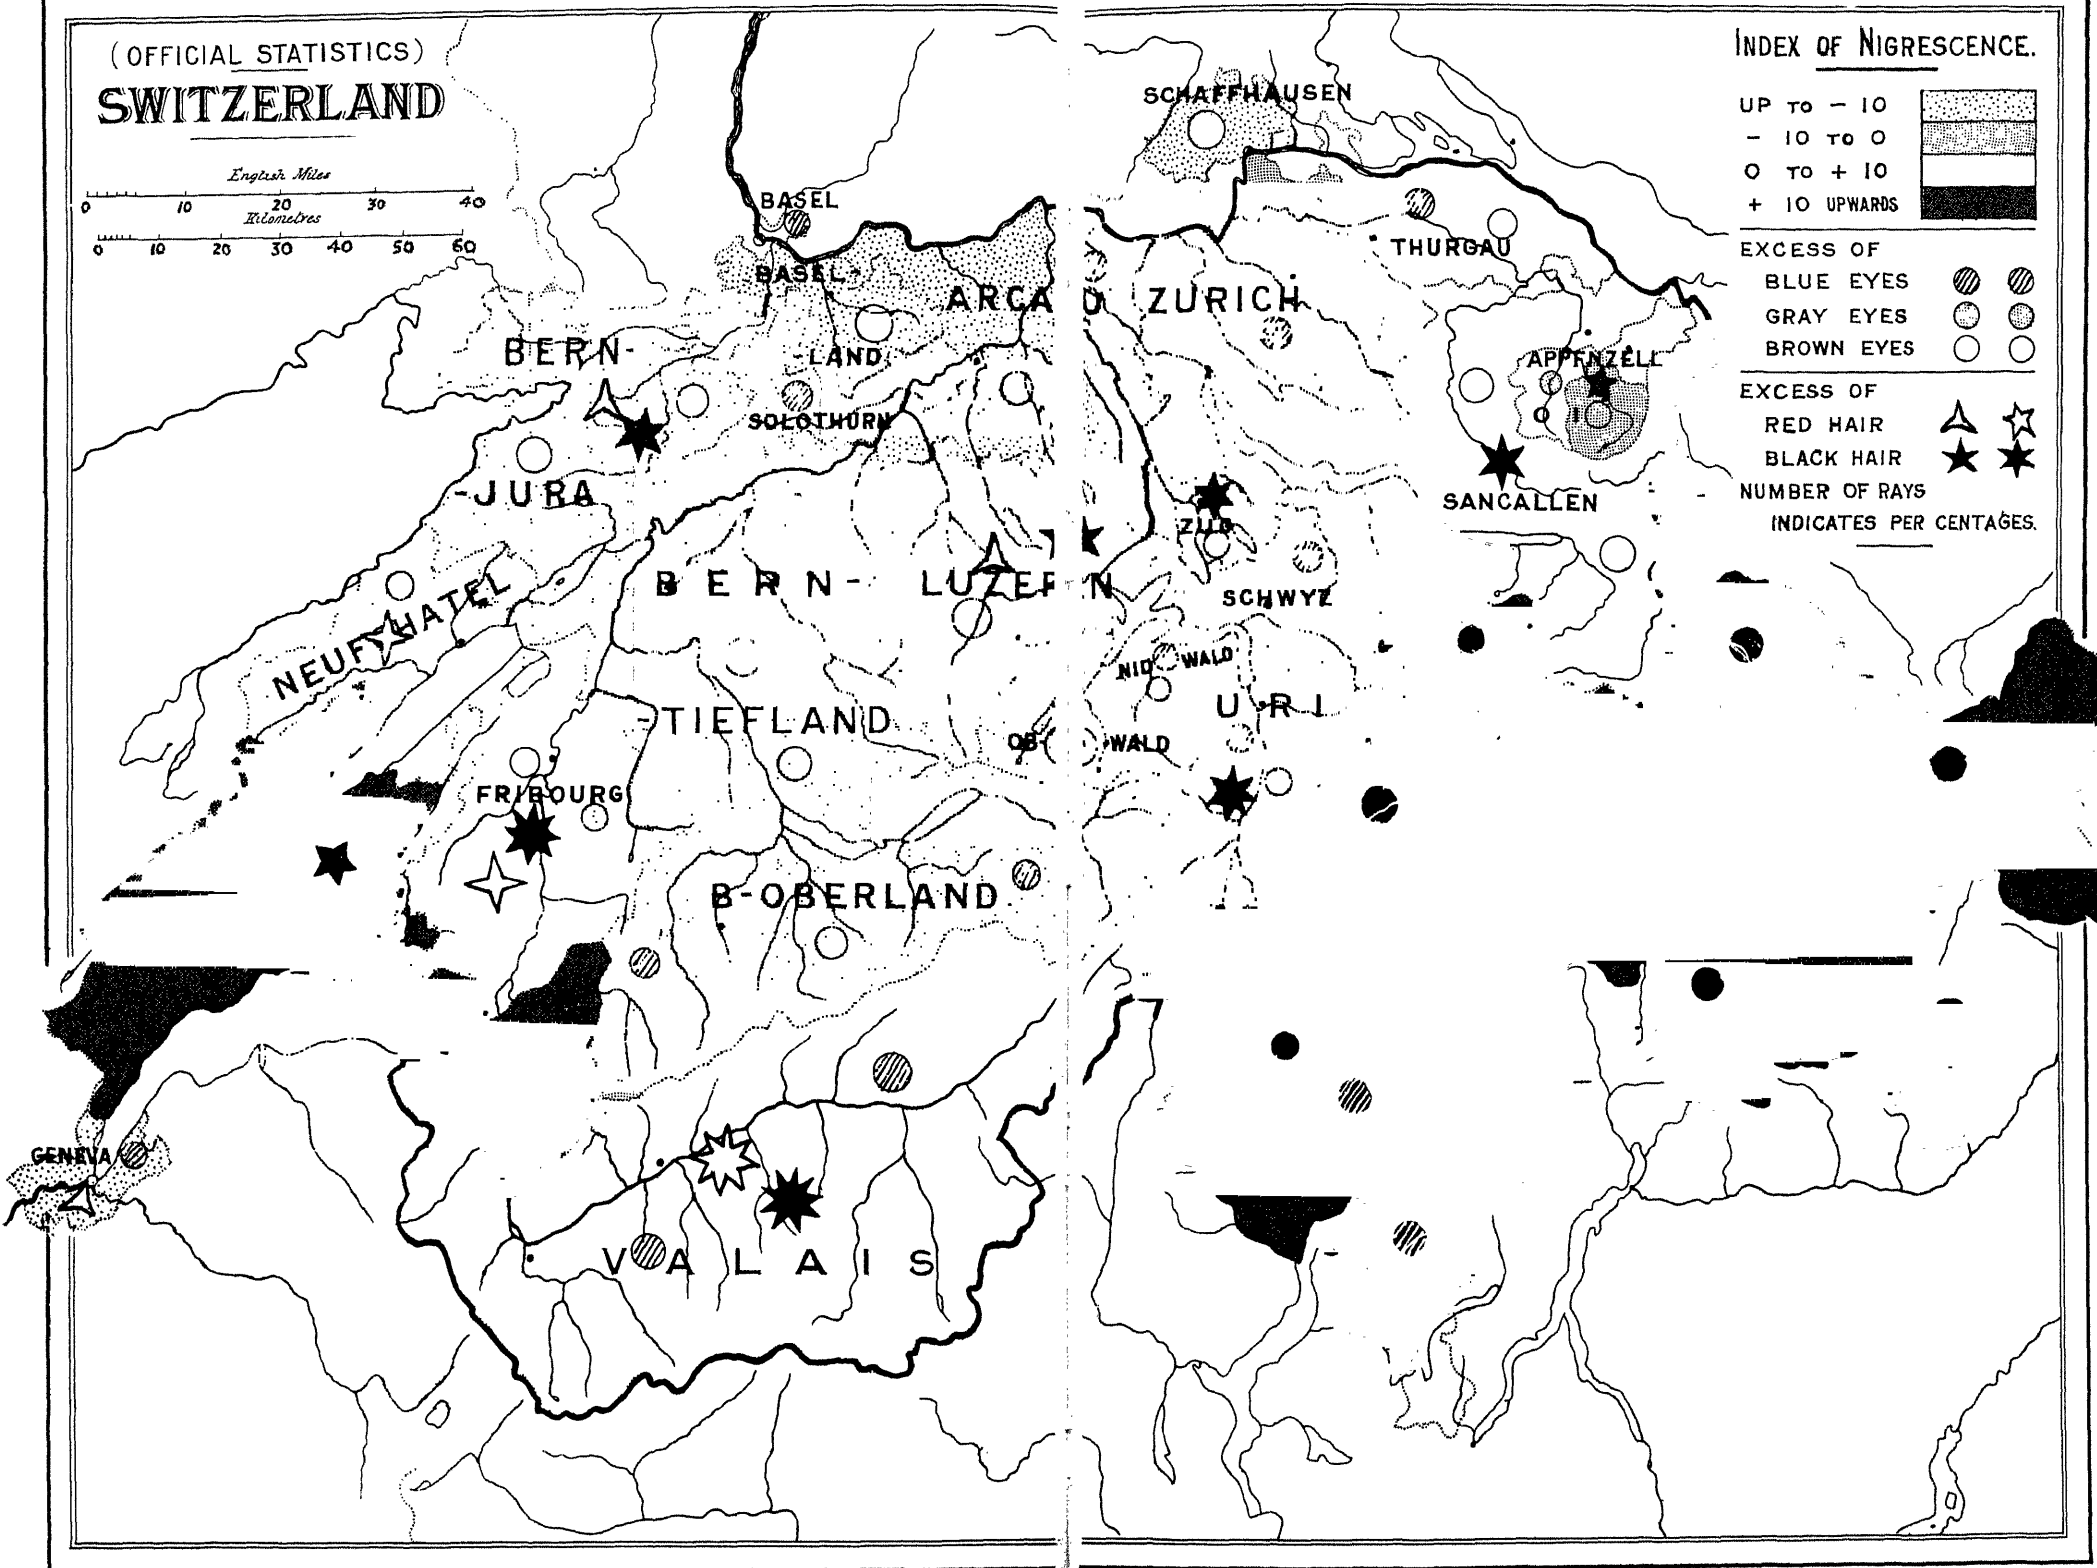 (OFFICIAL STATISTICS)
SWITZERLAND
English Miles
0 10 20 30 40
Kilometres
0 10 20 30 40 50 60
INDEX OF NIGRESCENCE.
UP TO - 10
- 10 TO 0
0 TO + 10
+ 10 UPWARDS
EXCESS OF
BLUE EYES
GRAY EYES
BROWN EYES
EXCESS OF
RED HAIR
BLACK HAIR
NUMBER OF RAYS
INDICATES PER CENTAGES.
SCHAFFHAUSEN
BASEL
THURGAU
BASEL-
-LAND
ARGAU
ZURICH
BERN-
-JURA
APPENZELL
O I
SOLOTHURN
SANGALLEN
ZUG
BERN-
LUZERN
SCHWYZ
NEUFCHATEL
NID WALD
URI
-TIEFLAND
OB- WALD
FRIBOURG
B-OBERLAND
GENEVA
VALAIS